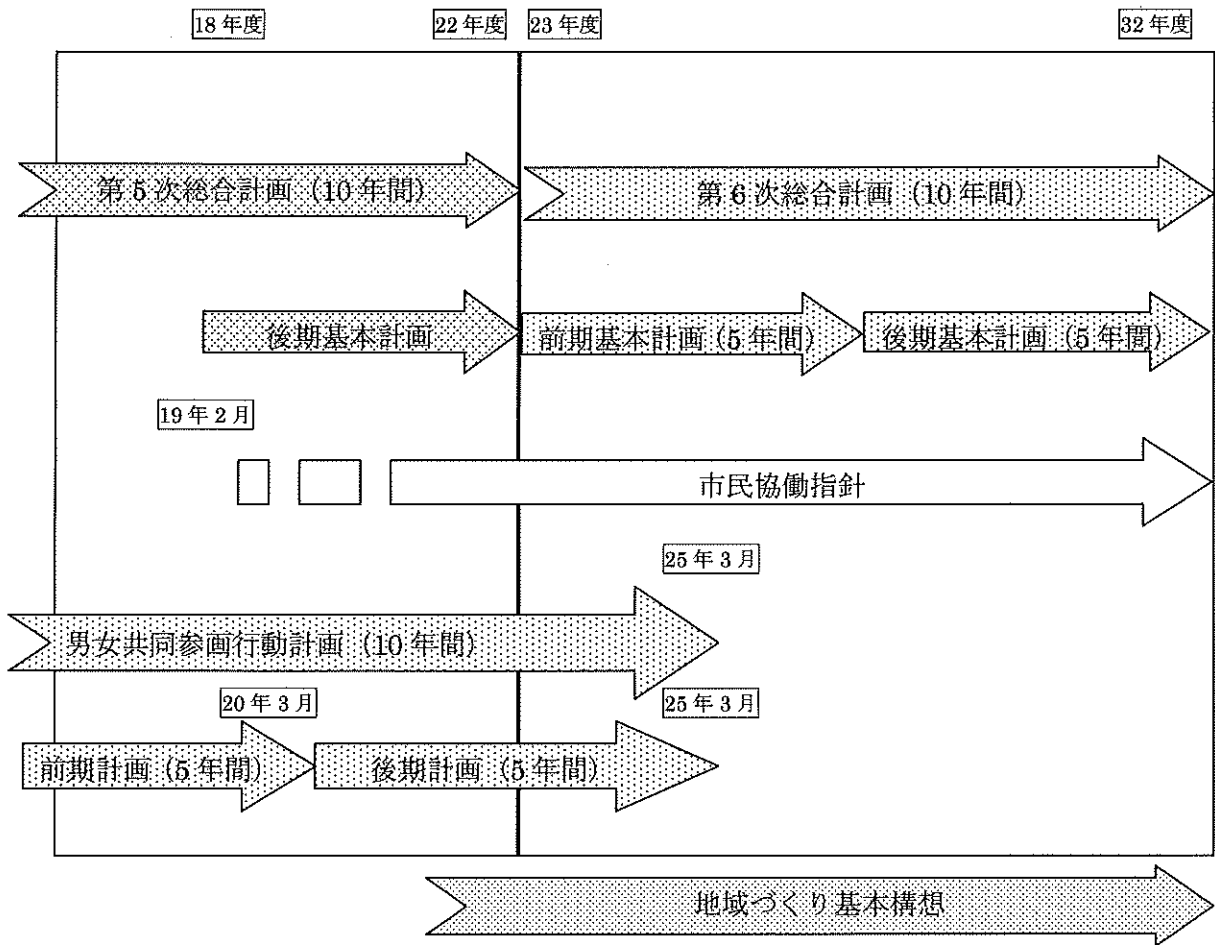 18年度
22年度
23年度
32年度
第5次総合計画（10年間）
第6次総合計画（10年間）
後期基本計画
前期基本計画（5年間）
後期基本計画（5年間）
19年2月
市民協働指針
25年3月
男女共同参画行動計画（10年間）
20年3月
25年3月
前期計画（5年間）
後期計画（5年間）
地域づくり基本構想